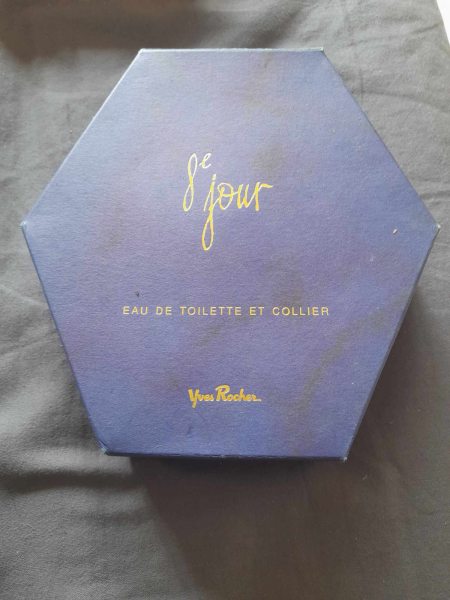 8e jour
EAU DE TOILETTE ET COLLIER
Yves Rocher